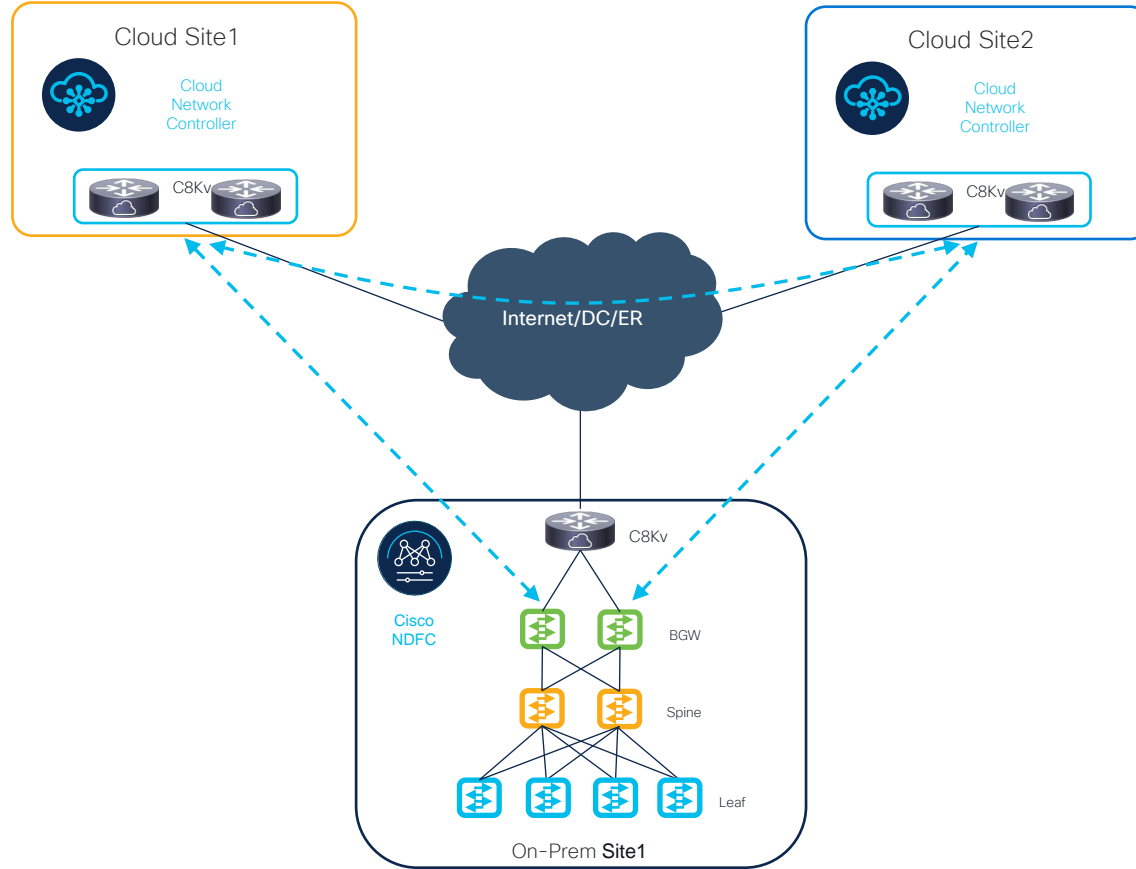 Cloud Site1
Cloud
Network
Controller
C8Kv
Cloud Site2
Cloud
Network
Controller
C8Kv
Internet/DC/ER
C8Kv
Cisco
NDFC
BGW
Spine
Leaf
On-Prem Site1